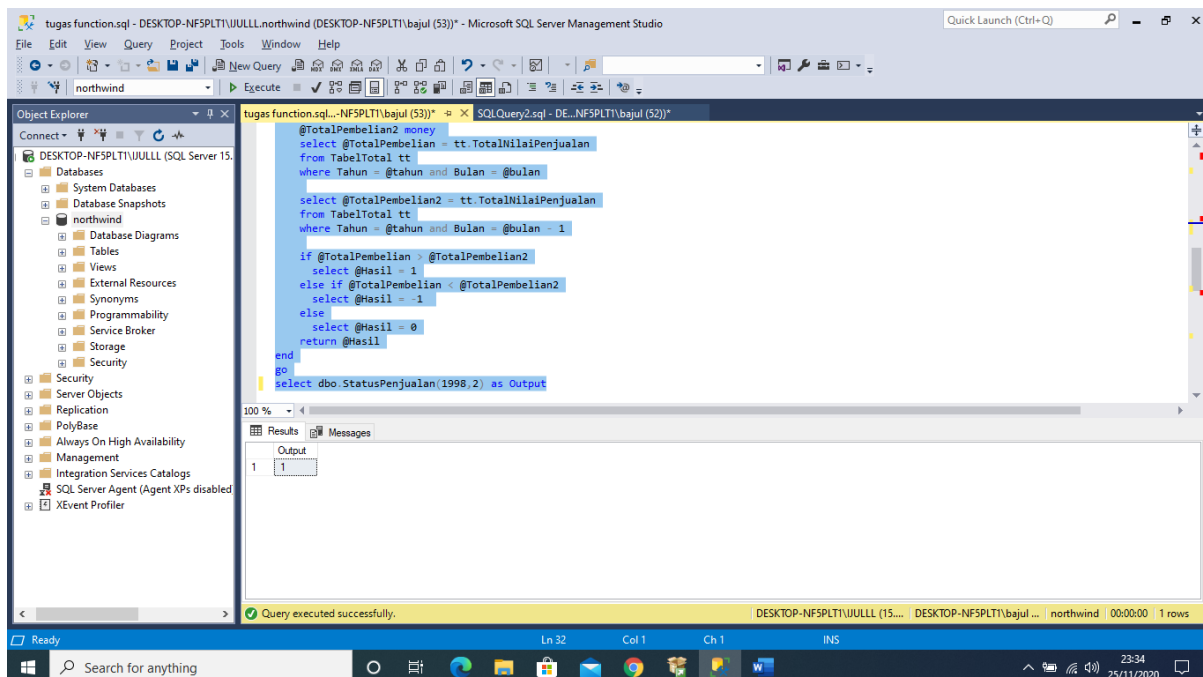 tugas function.sql - DESKTOP-NF5PLT1\IJULLL.northwind (DESKTOP-NF5PLT1\bajul (53))* - Microsoft SQL Server Management Studio
Quick Launch (Ctrl+Q)
File Edit View Query Project Tools Window Help
New Query
northwind
Execute
Object Explorer
tugas function.sql...-NF5PLT1\bajul (53))*
SQLQuery2.sql - DE...NF5PLT1\bajul (52))*
Connect
DESKTOP-NF5PLT1\IJULLL (SQL Server 15.
Databases
System Databases
Database Snapshots
northwind
Database Diagrams
Tables
Views
External Resources
Synonyms
Programmability
Service Broker
Storage
Security
Security
Server Objects
Replication
PolyBase
Always On High Availability
Management
Integration Services Catalogs
SQL Server Agent (Agent XPs disabled
XEvent Profiler
@TotalPembelian2 money
select @TotalPembelian = tt.TotalNilaiPenjualan
from TabelTotal tt
where Tahun = @tahun and Bulan = @bulan
select @TotalPembelian2 = tt.TotalNilaiPenjualan
from TabelTotal tt
where Tahun = @tahun and Bulan = @bulan - 1
if @TotalPembelian > @TotalPembelian2
select @Hasil = 1
else if @TotalPembelian < @TotalPembelian2
select @Hasil = -1
else
select @Hasil = 0
return @Hasil
end
go
select dbo.StatusPenjualan(1998,2) as Output
100 %
Results Messages
Output
1 1
Query executed successfully.
DESKTOP-NF5PLT1\IJULLL (15.... DESKTOP-NF5PLT1\bajul ... northwind 00:00:00 1 rows
Ready Ln 32 Col 1 Ch 1 INS
Search for anything
23:34
25/11/2020